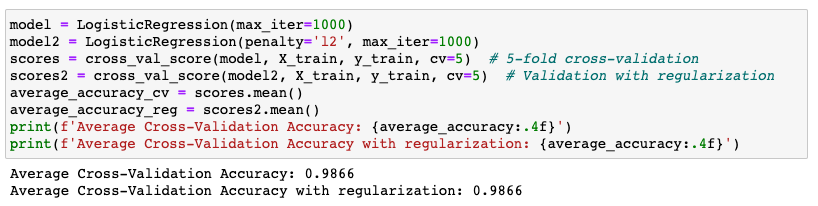 model = LogisticRegression(max_iter=1000)
model2 = LogisticRegression(penalty='l2', max_iter=1000)
scores = cross_val_score(model, X_train, y_train, cv=5)  # 5-fold cross-validation
scores2 = cross_val_score(model2, X_train, y_train, cv=5)  # Validation with regularization
average_accuracy_cv = scores.mean()
average_accuracy_reg = scores2.mean()
print(f'Average Cross-Validation Accuracy: {average_accuracy:.4f}')
print(f'Average Cross-Validation Accuracy with regularization: {average_accuracy:.4f}')
Average Cross-Validation Accuracy: 0.9866
Average Cross-Validation Accuracy with regularization: 0.9866